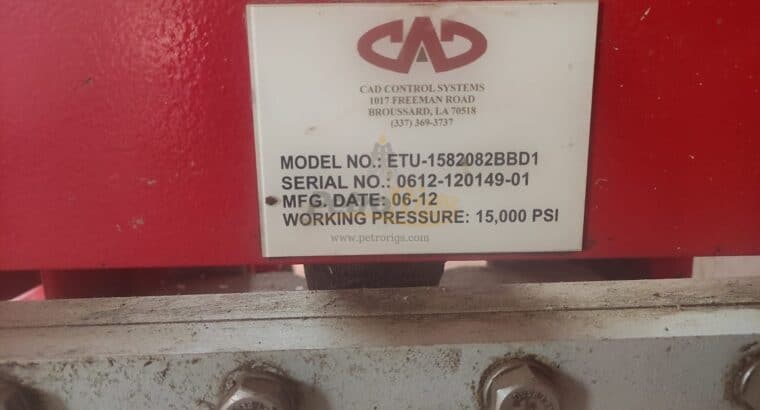 CAD
CAD CONTROL SYSTEMS
1017 FREEMAN ROAD
BROUSSARD, LA 70518
(337) 369-3737
MODEL NO.: ETU-1582082BBD1
SERIAL NO.: 0612-120149-01
MFG. DATE: 06-12
WORKING PRESSURE: 15,000 PSI
www.petrorigs.com